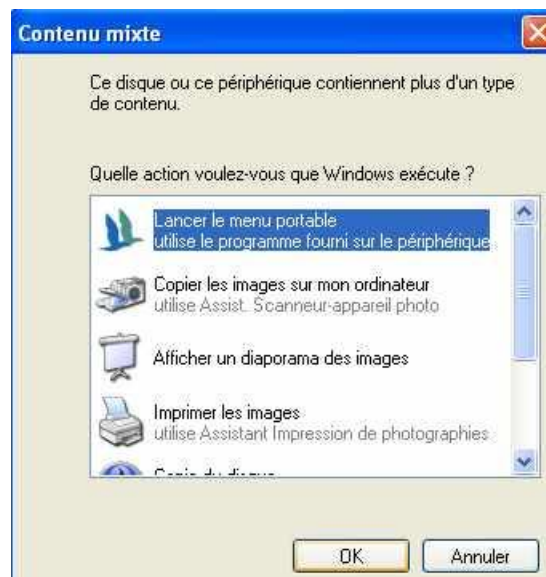 Contenu mixte
Ce disque ou ce périphérique contiennent plus d'un type
de contenu.
Quelle action voulez-vous que Windows exécute ?
Lancer le menu portable
utilise le programme fourni sur le périphérique
Copier les images sur mon ordinateur
utilise Assist. Scanneur-appareil photo
Afficher un diaporama des images
Imprimer les images
utilise Assistant Impression de photographies
OK
Annuler